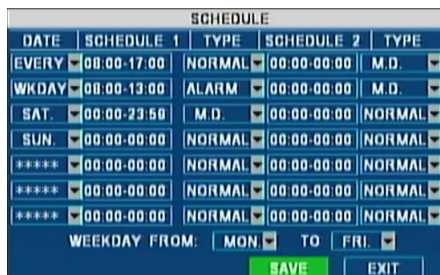 SCHEDULE
DATE SCHEDULE 1 TYPE SCHEDULE 2 TYPE
EVERY 08:00-17:00 NORMAL 00:00-00:00 M.D.
WKDAY 08:00-13:00 ALARM 00:00-00:00 M.D.
SAT. 00:00-23:50 M.D. 00:00-00:00 NORMAL
SUN. 00:00-00:00 NORMAL 00:00-00:00 NORMAL
***** 00:00-00:00 NORMAL 00:00-00:00 NORMAL
***** 00:00-00:00 NORMAL 00:00-00:00 NORMAL
***** 00:00-00:00 NORMAL 00:00-00:00 NORMAL
WEEKDAY FROM: MON. TO FRI.
SAVE EXIT